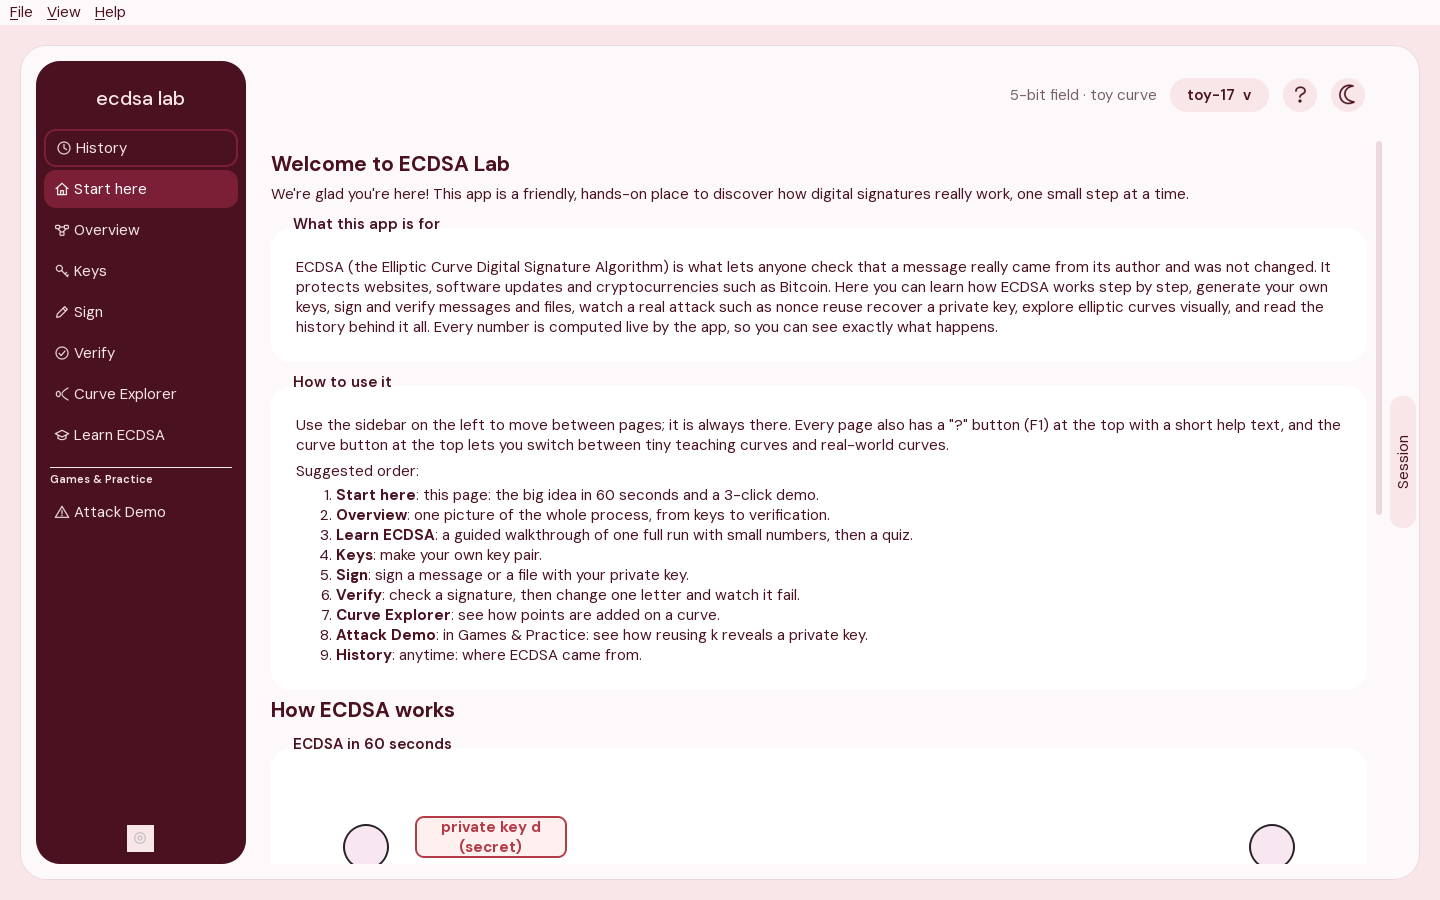 File View Help
ecdsa lab
History
Start here
Overview
Keys
Sign
Verify
Curve Explorer
Learn ECDSA
Games & Practice
Attack Demo
5-bit field · toy curve toy-17 v ?
Welcome to ECDSA Lab
We're glad you're here! This app is a friendly, hands-on place to discover how digital signatures really work, one small step at a time.
What this app is for
ECDSA (the Elliptic Curve Digital Signature Algorithm) is what lets anyone check that a message really came from its author and was not changed. It
protects websites, software updates and cryptocurrencies such as Bitcoin. Here you can learn how ECDSA works step by step, generate your own
keys, sign and verify messages and files, watch a real attack such as nonce reuse recover a private key, explore elliptic curves visually, and read the
history behind it all. Every number is computed live by the app, so you can see exactly what happens.
How to use it
Use the sidebar on the left to move between pages; it is always there. Every page also has a "?" button (F1) at the top with a short help text, and the
curve button at the top lets you switch between tiny teaching curves and real-world curves.
Suggested order:
1. Start here: this page: the big idea in 60 seconds and a 3-click demo.
2. Overview: one picture of the whole process, from keys to verification.
3. Learn ECDSA: a guided walkthrough of one full run with small numbers, then a quiz.
4. Keys: make your own key pair.
5. Sign: sign a message or a file with your private key.
6. Verify: check a signature, then change one letter and watch it fail.
7. Curve Explorer: see how points are added on a curve.
8. Attack Demo: in Games & Practice: see how reusing k reveals a private key.
9. History: anytime: where ECDSA came from.
How ECDSA works
ECDSA in 60 seconds
private key d
(secret)
Session